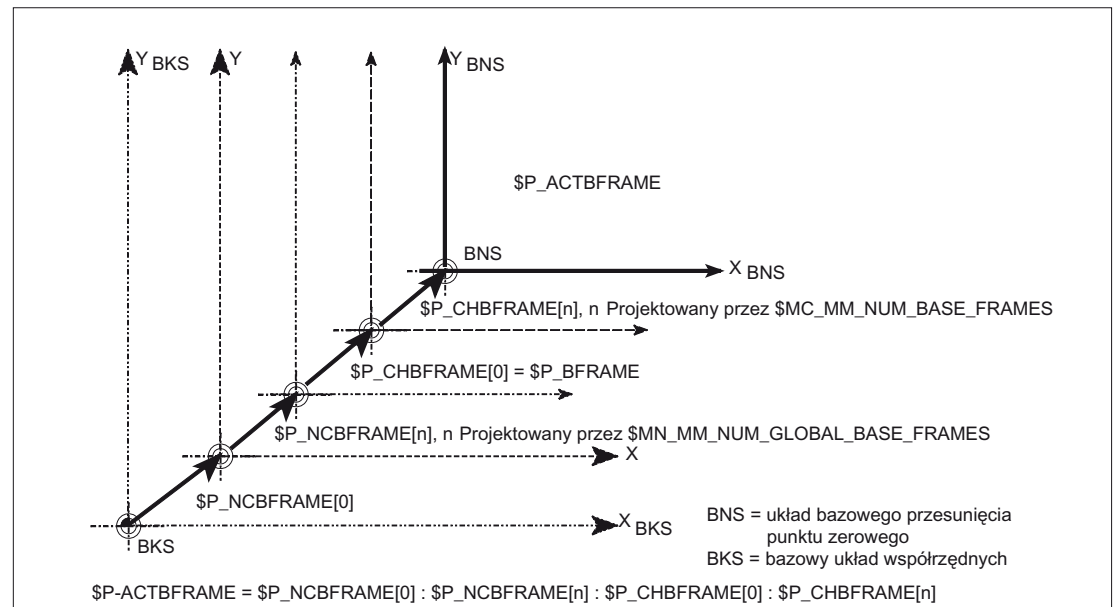 Y BKS
Y
Y BNS
$P_ACTBFRAME
BNS
X BNS
$P_CHBFRAME[n], n Projektowany przez $MC_MM_NUM_BASE_FRAMES
$P_CHBFRAME[0] = $P_BFRAME
$P_NCBFRAME[n], n Projektowany przez $MN_MM_NUM_GLOBAL_BASE_FRAMES
X
$P_NCBFRAME[0]
X BKS
BKS
BNS = układ bazowego przesunięcia
punktu zerowego
BKS = bazowy układ współrzędnych
$P-ACTBFRAME = $P_NCBFRAME[0] : $P_NCBFRAME[n] : $P_CHBFRAME[0] : $P_CHBFRAME[n]